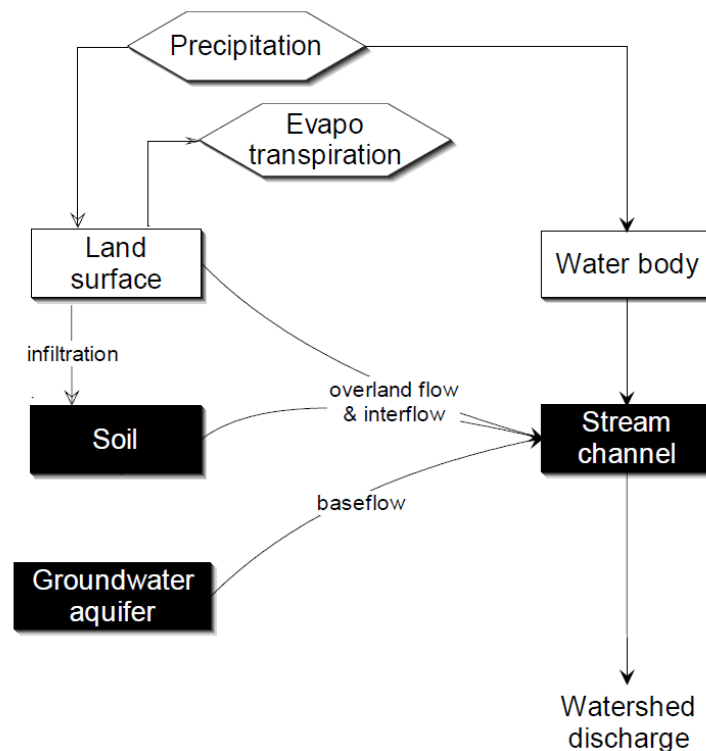 Precipitation
Evapo
transpiration
Land
surface
Water body
infiltration
overland flow
& interflow
Soil
Stream
channel
baseflow
Groundwater
aquifer
Watershed
discharge